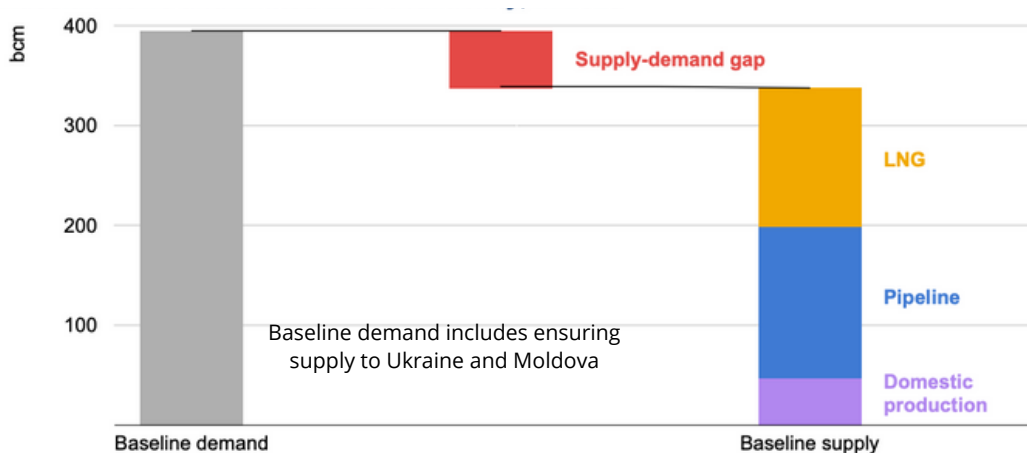 bcm
400
300
200
100
Supply-demand gap
LNG
Pipeline
Domestic
production
Baseline demand includes ensuring
supply to Ukraine and Moldova
Baseline demand
Baseline supply